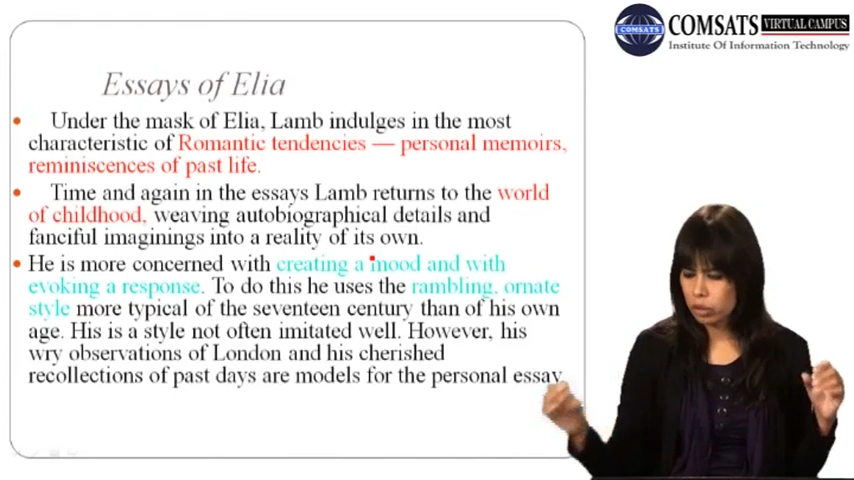 COMSATS VIRTUAL CAMPUS
COMSATS
Institute Of Information Technology
Essays of Elia
• Under the mask of Elia, Lamb indulges in the most
characteristic of Romantic tendencies — personal memoirs,
reminiscences of past life.
• Time and again in the essays Lamb returns to the world
of childhood, weaving autobiographical details and
fanciful imaginings into a reality of its own.
• He is more concerned with creating a mood and with
evoking a response. To do this he uses the rambling, ornate
style more typical of the seventeen century than of his own
age. His is a style not often imitated well. However, his
wry observations of London and his cherished
recollections of past days are models for the personal essay.